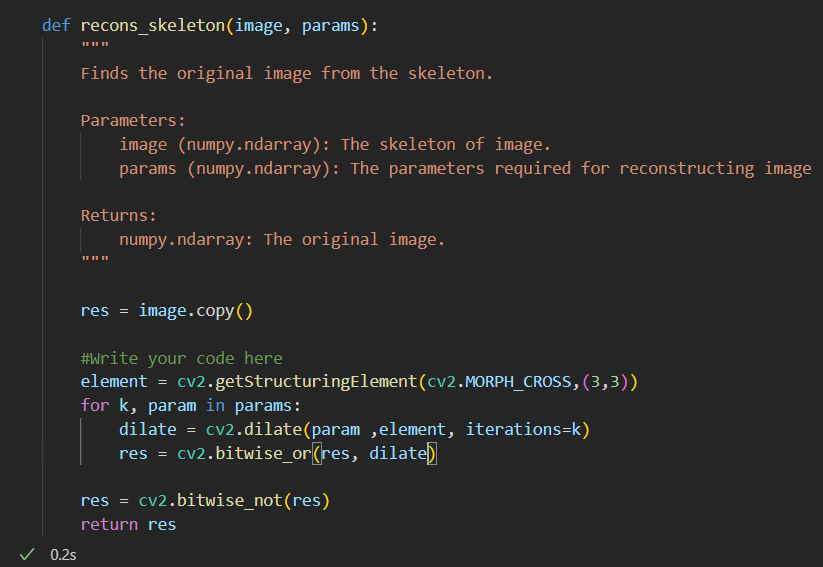 def recons_skeleton(image, params):
    """
    Finds the original image from the skeleton.

    Parameters:
        image (numpy.ndarray): The skeleton of image.
        params (numpy.ndarray): The parameters required for reconstructing image

    Returns:
        numpy.ndarray: The original image.
    """

    res = image.copy()

    #Write your code here
    element = cv2.getStructuringElement(cv2.MORPH_CROSS,(3,3))
    for k, param in params:
        dilate = cv2.dilate(param ,element, iterations=k)
        res = cv2.bitwise_or(res, dilate)

    res = cv2.bitwise_not(res)
    return res
✓ 0.2s